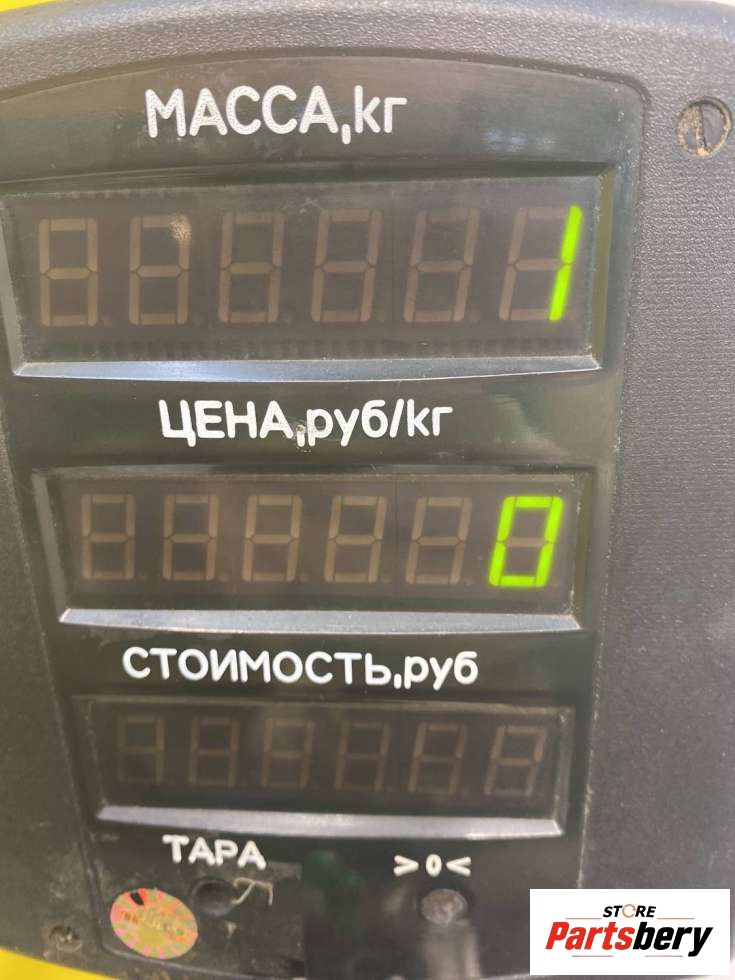 МАССА,кг
1
ЦЕНА,руб/кг
0
СТОИМОСТЬ,руб
ТАРА >0<
STORE
Partsbery